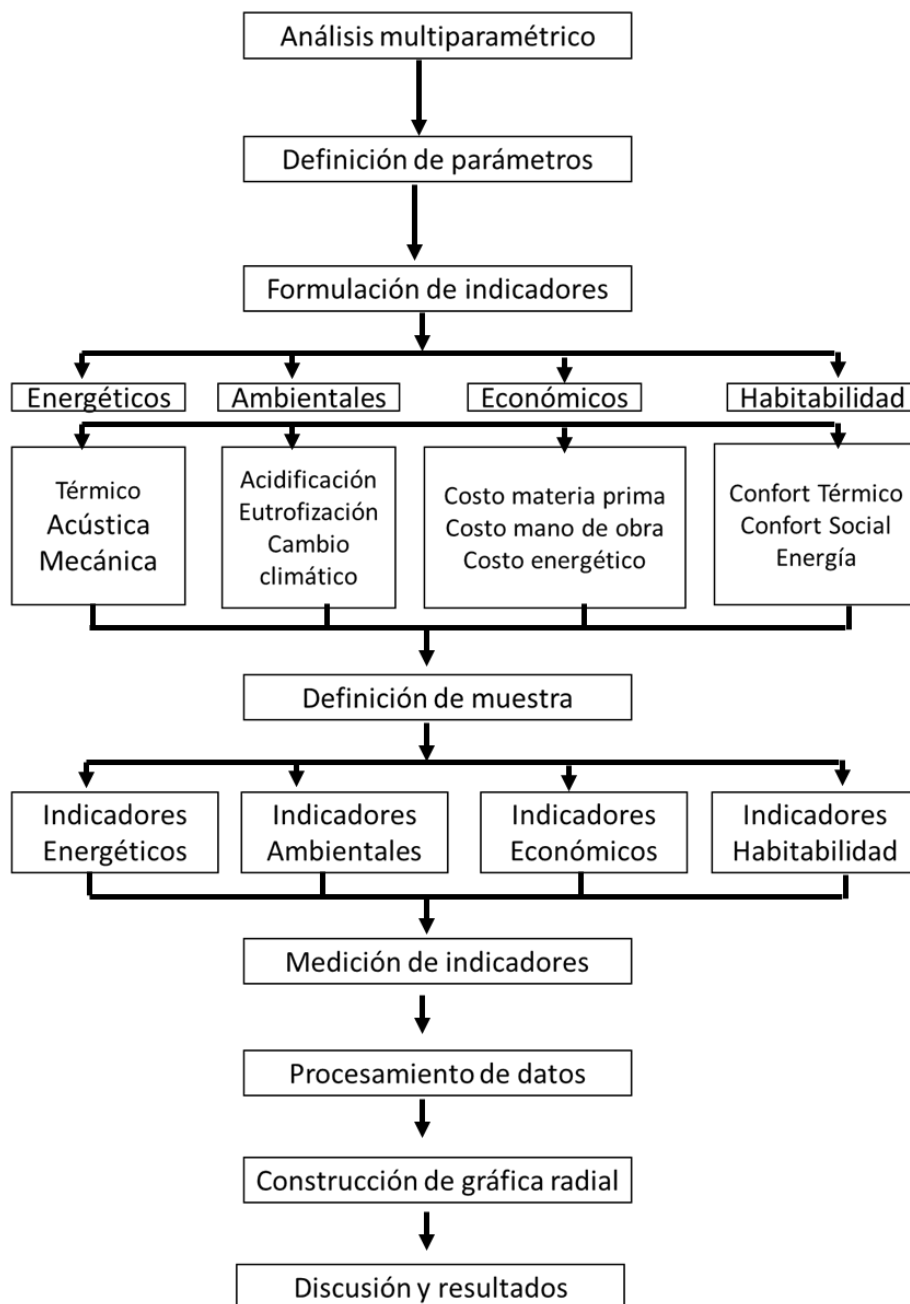 Análisis multiparamétrico
Definición de parámetros
Formulación de indicadores
Energéticos
Ambientales
Económicos
Habitabilidad
Térmico
Acústica
Mecánica
Acidificación
Eutrofización
Cambio
climático
Costo materia prima
Costo mano de obra
Costo energético
Confort Térmico
Confort Social
Energía
Definición de muestra
Indicadores
Energéticos
Indicadores
Ambientales
Indicadores
Económicos
Indicadores
Habitabilidad
Medición de indicadores
Procesamiento de datos
Construcción de gráfica radial
Discusión y resultados